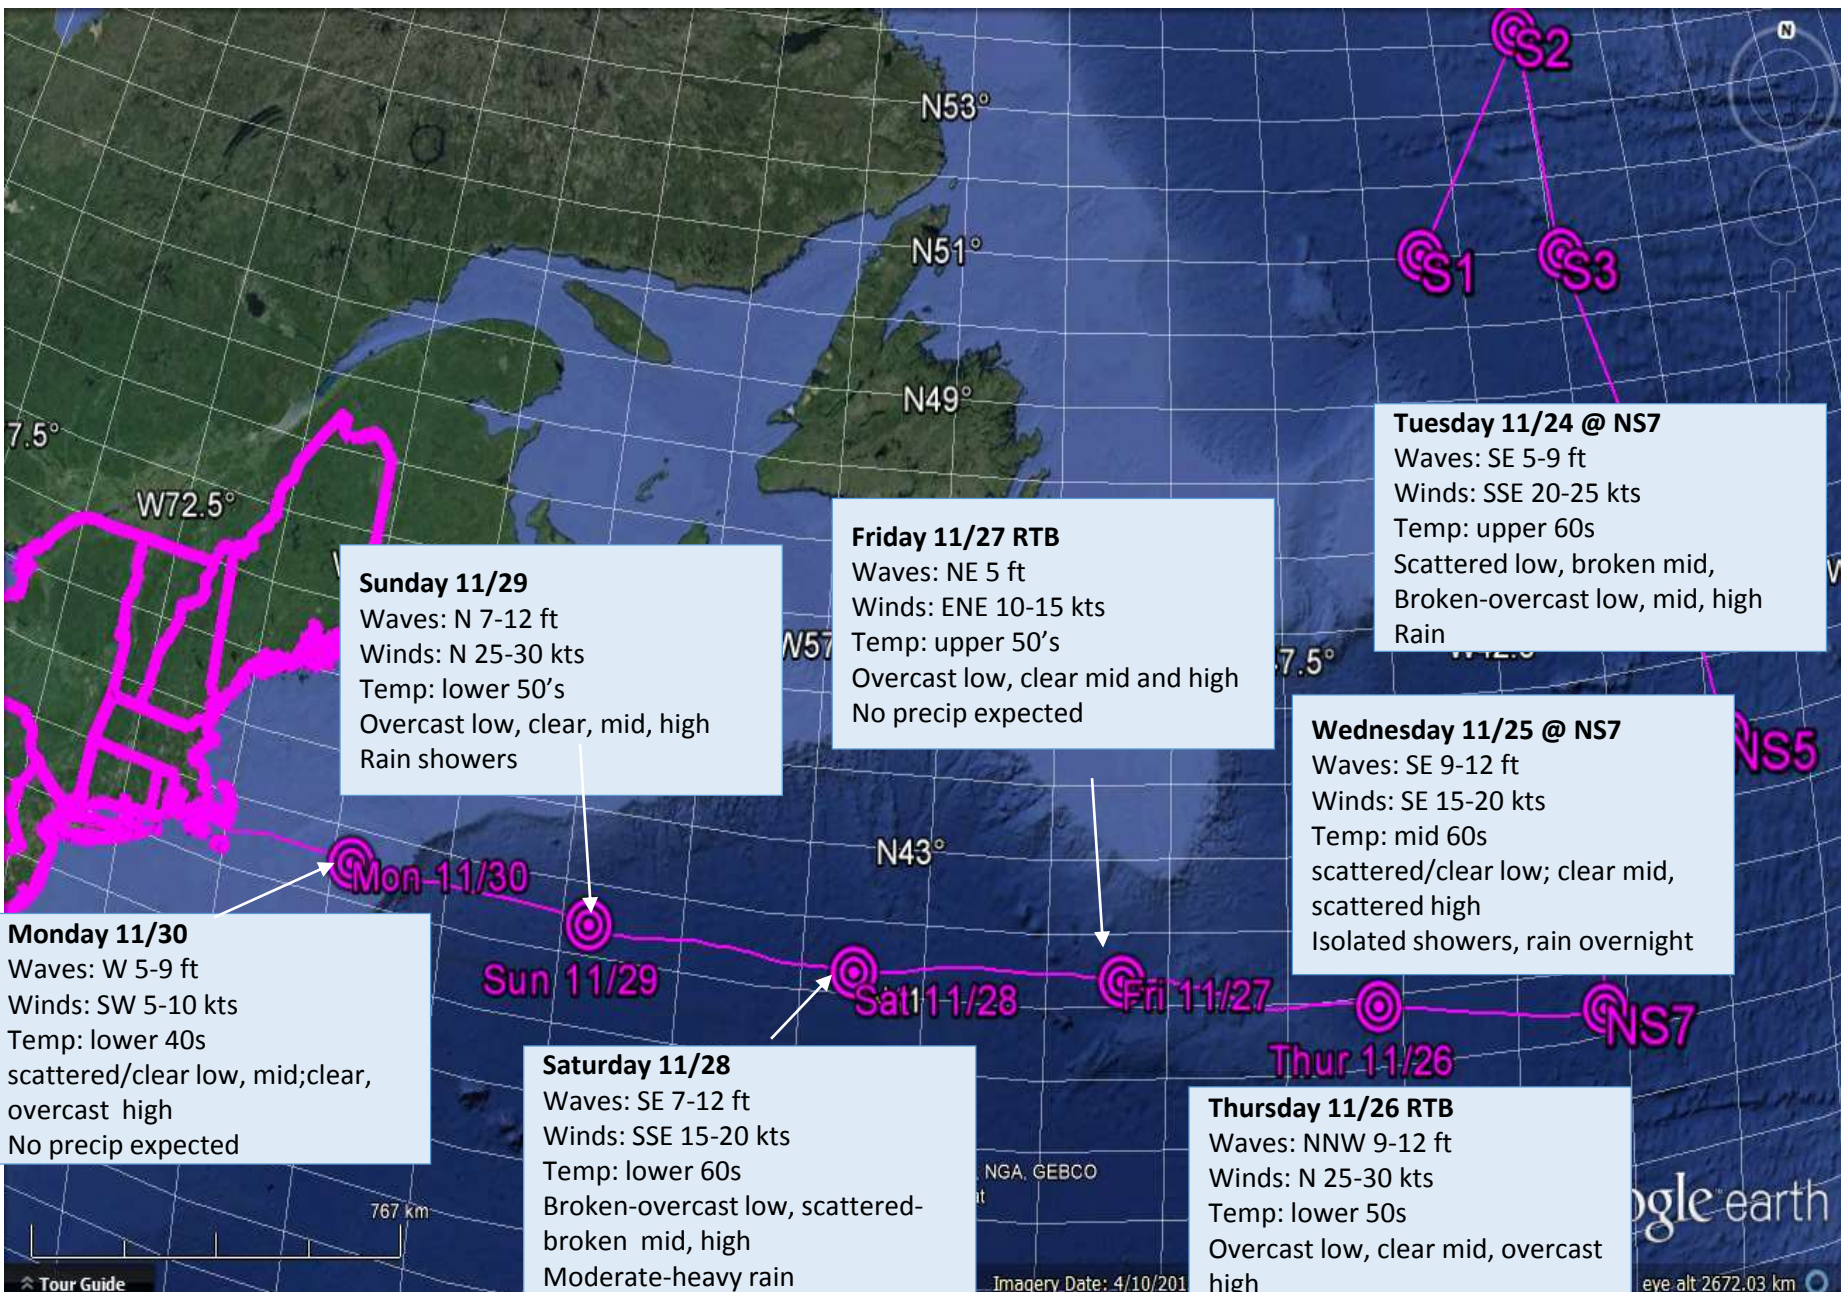 S2
N
N53°
N51°
S1
S3
N49°
7.5°
W72.5°
Tuesday 11/24 @ NS7
Waves: SE 5-9 ft
Winds: SSE 20-25 kts
Temp: upper 60s
Scattered low, broken mid,
Broken-overcast low, mid, high
Rain
Friday 11/27 RTB
Waves: NE 5 ft
Winds: ENE 10-15 kts
Temp: upper 50's
Overcast low, clear mid and high
No precip expected
Sunday 11/29
Waves: N 7-12 ft
Winds: N 25-30 kts
Temp: lower 50's
Overcast low, clear, mid, high
Rain showers
W57
7.5°
Wednesday 11/25 @ NS7
Waves: SE 9-12 ft
Winds: SE 15-20 kts
Temp: mid 60s
scattered/clear low; clear mid,
scattered high
Isolated showers, rain overnight
NS5
N43°
Mon 11/30
Sun 11/29
Sat 11/28
Fri 11/27
Thur 11/26
NS7
Monday 11/30
Waves: W 5-9 ft
Winds: SW 5-10 kts
Temp: lower 40s
scattered/clear low, mid;clear,
overcast high
No precip expected
Saturday 11/28
Waves: SE 7-12 ft
Winds: SSE 15-20 kts
Temp: lower 60s
Broken-overcast low, scattered-
broken mid, high
Moderate-heavy rain
Thursday 11/26 RTB
Waves: NNW 9-12 ft
Winds: N 25-30 kts
Temp: lower 50s
Overcast low, clear mid, overcast
high
767 km
, NGA, GEBCO
ogle earth
Tour Guide
Imagery Date: 4/10/201
eye alt 2672.03 km